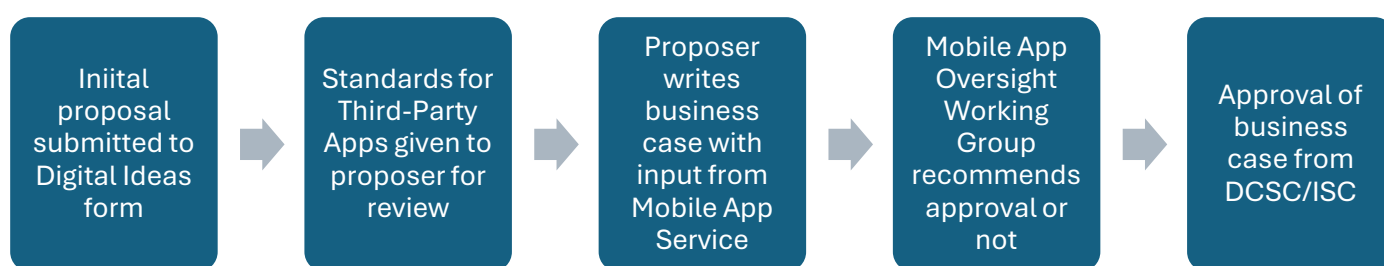 Iniital
proposal
submitted to
Digital Ideas
form
Standards for
Third-Party
Apps given to
proposer for
review
Proposer
writes
business
case with
input from
Mobile App
Service
Mobile App
Oversight
Working
Group
recommends
approval or
not
Approval of
business
case from
DCSC/ISC